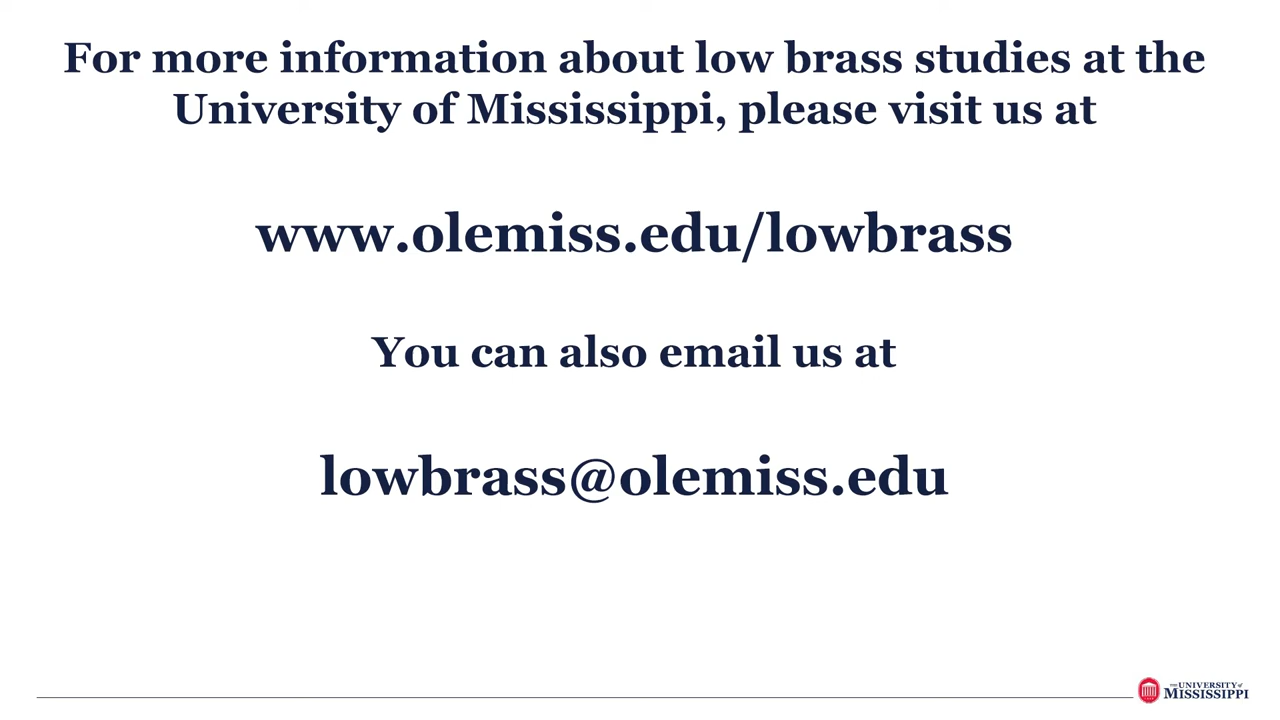 For more information about low brass studies at the
University of Mississippi, please visit us at
www.olemiss.edu/lowbrass
You can also email us at
lowbrass@olemiss.edu
THE UNIVERSITY of
MISSISSIPPI